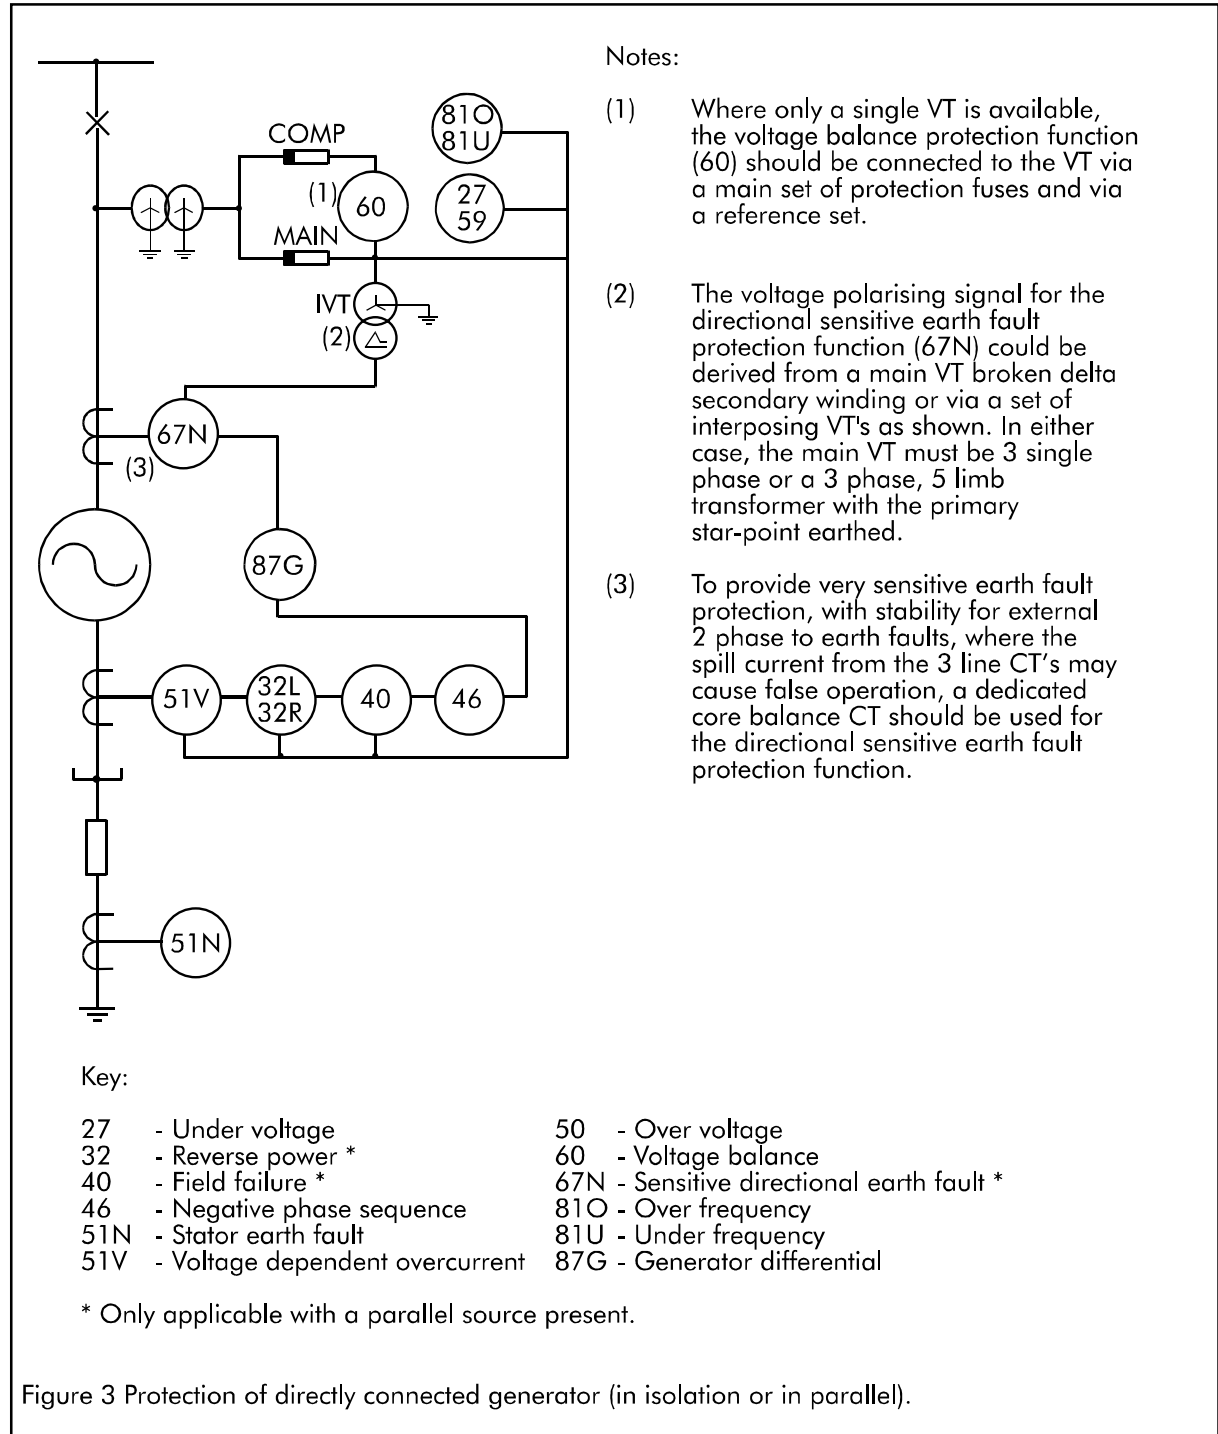 81O
81U
COMP
(1)
60
27
59
MAIN
IVT
(2)
67N
(3)
87G
51V
32L
32R
40
46
51N
Notes:
(1) Where only a single VT is available,
the voltage balance protection function
(60) should be connected to the VT via
a main set of protection fuses and via
a reference set.
(2) The voltage polarising signal for the
directional sensitive earth fault
protection function (67N) could be
derived from a main VT broken delta
secondary winding or via a set of
interposing VT's as shown. In either
case, the main VT must be 3 single
phase or a 3 phase, 5 limb
transformer with the primary
star-point earthed.
(3) To provide very sensitive earth fault
protection, with stability for external
2 phase to earth faults, where the
spill current from the 3 line CT's may
cause false operation, a dedicated
core balance CT should be used for
the directional sensitive earth fault
protection function.
Key:
27 - Under voltage
32 - Reverse power *
40 - Field failure *
46 - Negative phase sequence
51N - Stator earth fault
51V - Voltage dependent overcurrent
50 - Over voltage
60 - Voltage balance
67N - Sensitive directional earth fault *
81O - Over frequency
81U - Under frequency
87G - Generator differential
* Only applicable with a parallel source present.
Figure 3 Protection of directly connected generator (in isolation or in parallel).